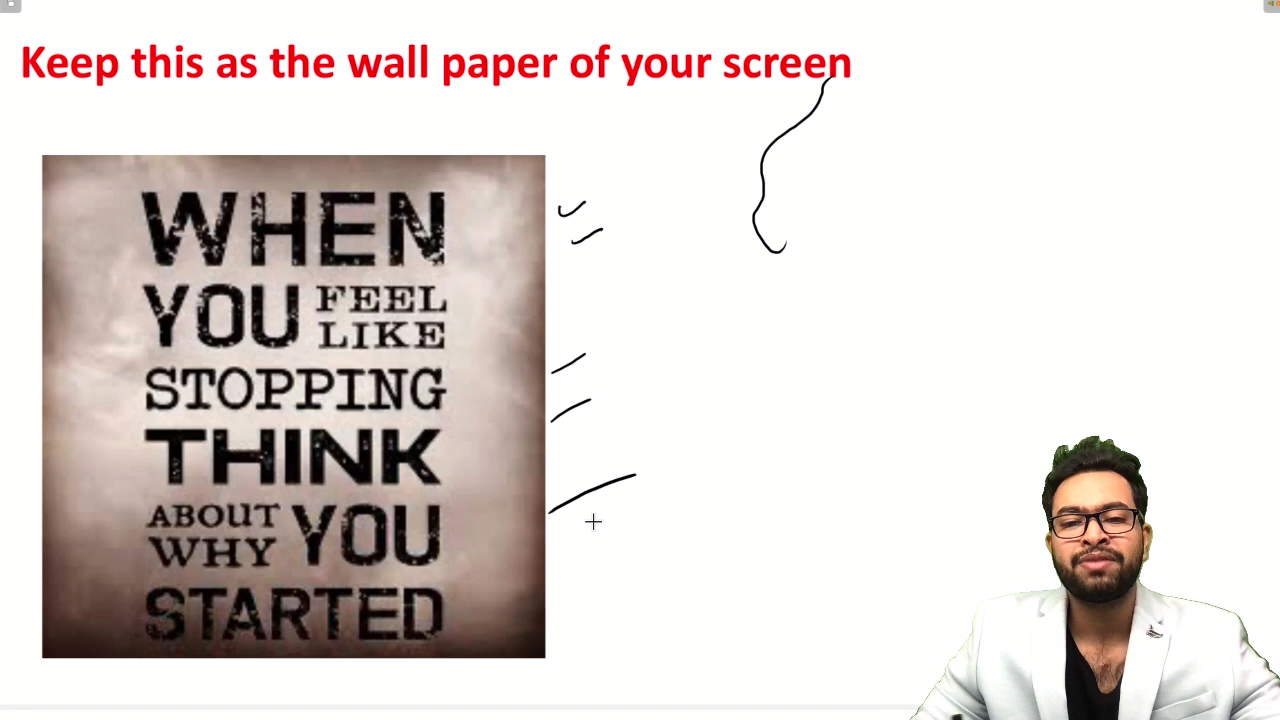 Keep this as the wall paper of your screen
WHEN
YOU FEEL LIKE
STOPPING
THINK
ABOUT WHY YOU
STARTED